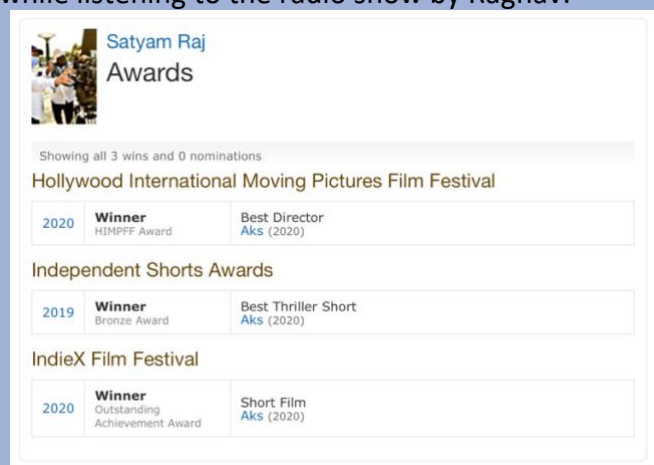 while listening to the radio show by Raghav.
Satyam Raj
Awards
Showing all 3 wins and 0 nominations
Hollywood International Moving Pictures Film Festival
2020
Winner
HIMPFF Award
Best Director
Aks (2020)
Independent Shorts Awards
2019
Winner
Bronze Award
Best Thriller Short
Aks (2020)
IndieX Film Festival
2020
Winner
Outstanding
Achievement Award
Short Film
Aks (2020)